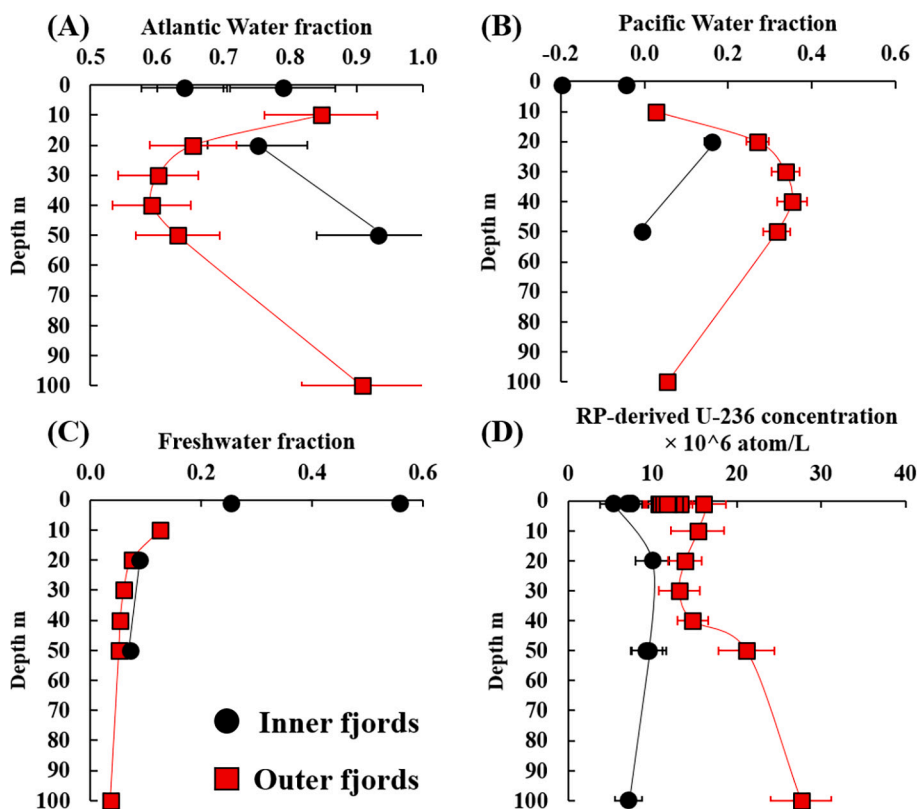 (A)
Atlantic Water fraction
0.5 0.6 0.7 0.8 0.9 1.0
Depth m
0
10
20
30
40
50
60
70
80
90
100
(B)
Pacific Water fraction
-0.2 0.0 0.2 0.4 0.6
Depth m
0
10
20
30
40
50
60
70
80
90
100
(C)
Freshwater fraction
0.0 0.2 0.4 0.6
Depth m
0
10
20
30
40
50
60
70
80
90
100
Inner fjords
Outer fjords
(D)
RP-derived U-236 concentration
× 10^6 atom/L
0 10 20 30 40
Depth m
0
10
20
30
40
50
60
70
80
90
100